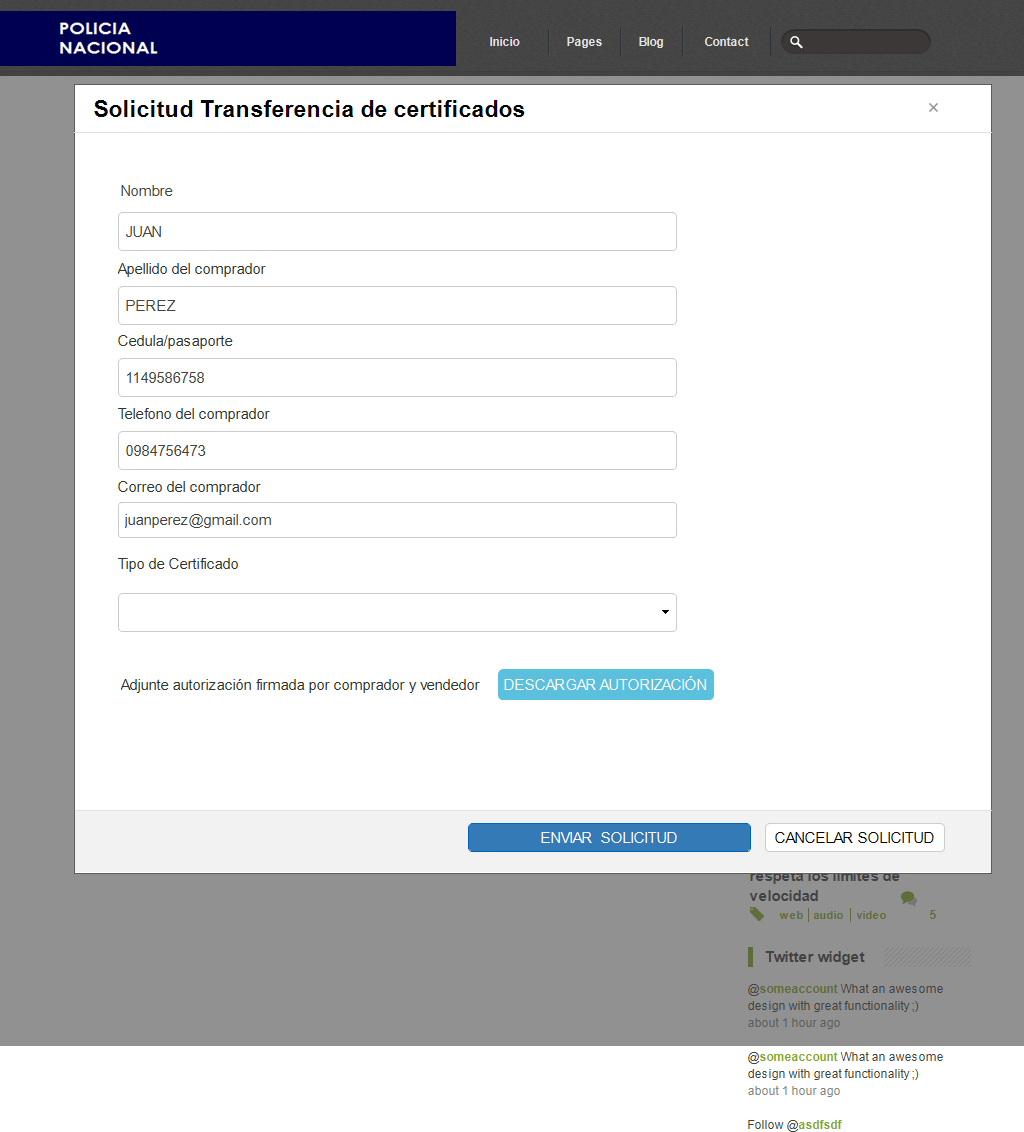 POLICIA
NACIONAL
Inicio
Pages
Blog
Contact
Solicitud Transferencia de certificados
×
Nombre
JUAN
Apellido del comprador
PEREZ
Cedula/pasaporte
1149586758
Telefono del comprador
0984756473
Correo del comprador
juanperez@gmail.com
Tipo de Certificado
Adjunte autorización firmada por comprador y vendedor
DESCARGAR AUTORIZACIÓN
ENVIAR SOLICITUD
CANCELAR SOLICITUD
respeta los limites de
velocidad
web | audio | video
5
Twitter widget
@someaccount What an awesome
design with great functionality ;)
about 1 hour ago
@someaccount What an awesome
design with great functionality ;)
about 1 hour ago
Follow @asdfsdf